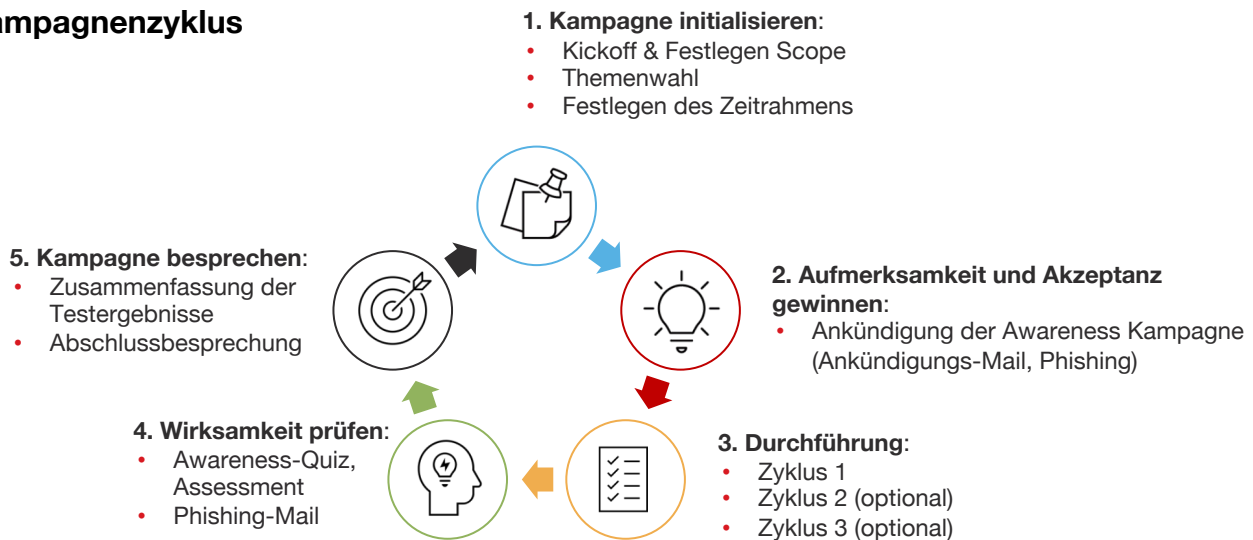 ampagnenzyklus
1. Kampagne initialisieren:
• Kickoff & Festlegen Scope
• Themenwahl
• Festlegen des Zeitrahmens
2. Aufmerksamkeit und Akzeptanz
gewinnen:
• Ankündigung der Awareness Kampagne
(Ankündigungs-Mail, Phishing)
3. Durchführung:
• Zyklus 1
• Zyklus 2 (optional)
• Zyklus 3 (optional)
4. Wirksamkeit prüfen:
• Awareness-Quiz,
Assessment
• Phishing-Mail
5. Kampagne besprechen:
• Zusammenfassung der
Testergebnisse
• Abschlussbesprechung